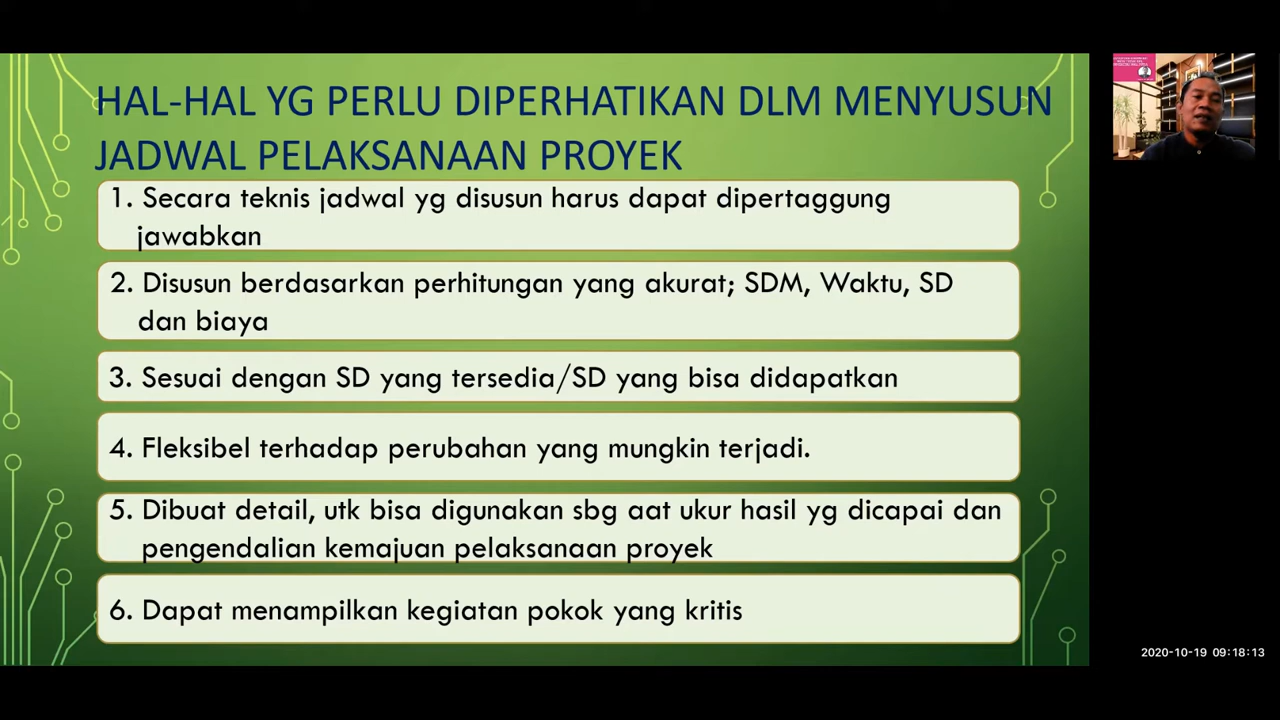 HAL-HAL YG PERLU DIPERHATIKAN DLM MENYUSUN
JADWAL PELAKSANAAN PROYEK
1. Secara teknis jadwal yg disusun harus dapat dipertaggung
jawabkan
2. Disusun berdasarkan perhitungan yang akurat; SDM, Waktu, SD
dan biaya
3. Sesuai dengan SD yang tersedia/SD yang bisa didapatkan
4. Fleksibel terhadap perubahan yang mungkin terjadi.
5. Dibuat detail, utk bisa digunakan sbg aat ukur hasil yg dicapai dan
pengendalian kemajuan pelaksanaan proyek
6. Dapat menampilkan kegiatan pokok yang kritis
2020-10-19 09:18:13